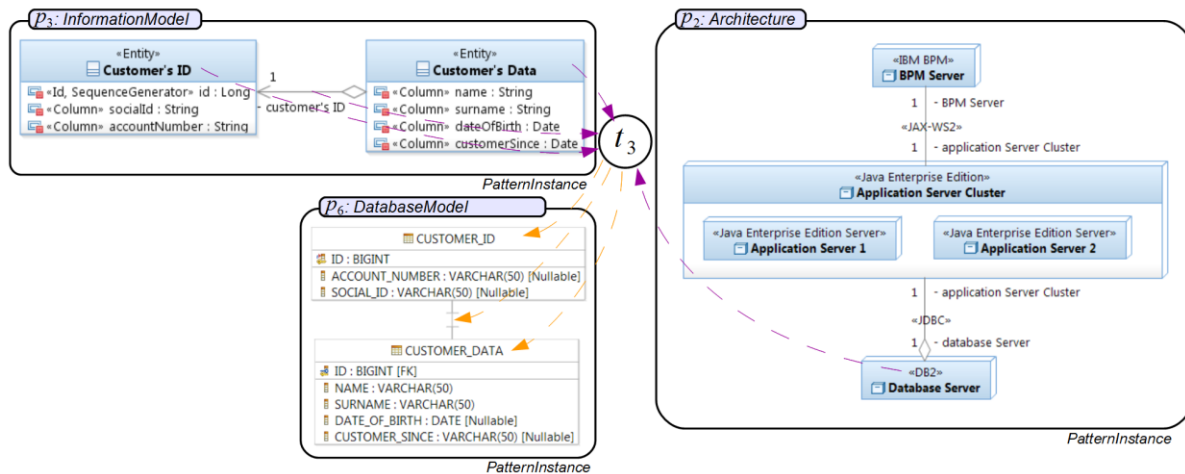 p3: InformationModel
«Entity»
Customer's ID
«Id, SequenceGenerator» id : Long
«Column» socialId : String
«Column» accountNumber : String
1
- customer's ID
«Entity»
Customer's Data
«Column» name : String
«Column» surname : String
«Column» dateOfBirth : Date
«Column» customerSince : Date
PatternInstance
t3
p6: DatabaseModel
CUSTOMER_ID
ID : BIGINT
ACCOUNT_NUMBER : VARCHAR(50) [Nullable]
SOCIAL_ID : VARCHAR(50) [Nullable]
CUSTOMER_DATA
ID : BIGINT [FK]
NAME : VARCHAR(50)
SURNAME : VARCHAR(50)
DATE_OF_BIRTH : DATE [Nullable]
CUSTOMER_SINCE : VARCHAR(50) [Nullable]
PatternInstance
p2: Architecture
«IBM BPM»
BPM Server
1 - BPM Server
«JAX-WS2»
1 - application Server Cluster
«Java Enterprise Edition»
Application Server Cluster
«Java Enterprise Edition Server»
Application Server 1
«Java Enterprise Edition Server»
Application Server 2
1 - application Server Cluster
«JDBC»
1 - database Server
«DB2»
Database Server
PatternInstance